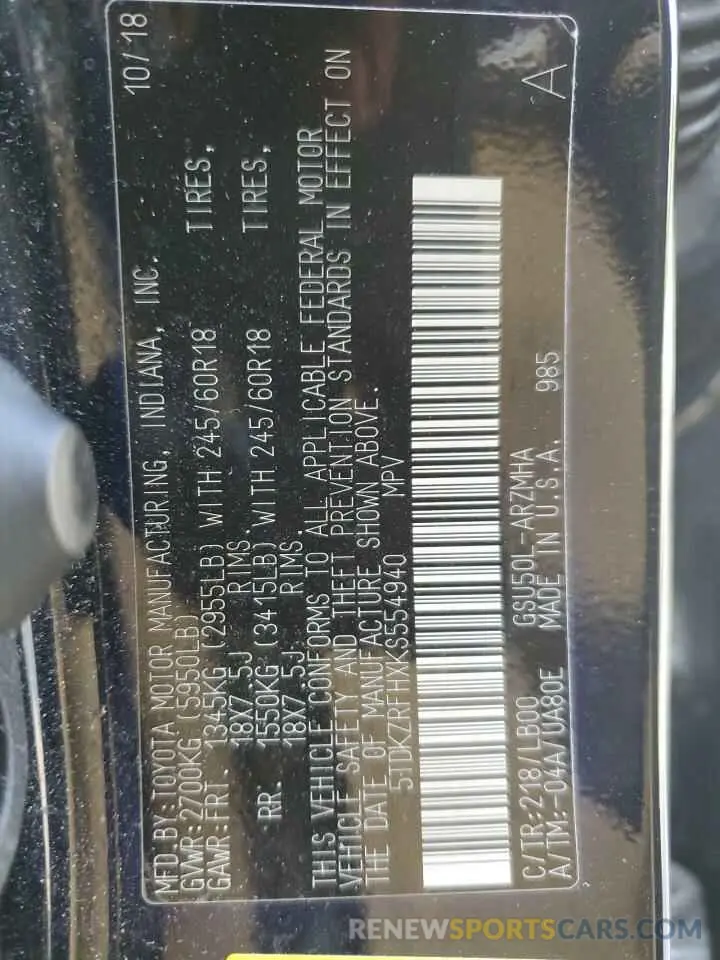 MFD.BY:TOYOTA MOTOR MANUFACTURING, INDIANA, INC. 10/18
GVWR:2700KG(5950LB)
GAWR:FRT. 1345KG(2955LB) WITH 245/60R18 TIRES,
18X7.5J RIMS.
RR. 1550KG(3415LB) WITH 245/60R18 TIRES,
18X7.5J RIMS.
THIS VEHICLE CONFORMS TO ALL APPLICABLE FEDERAL MOTOR
VEHICLE SAFETY AND THEFT PREVENTION STANDARDS IN EFFECT ON
THE DATE OF MANUFACTURE SHOWN ABOVE.
5TDKZRFHXKS554940 MPV
C/TR:218/LB00 GSU50L-ARZMHA A
A/TM:-04A/UA80E MADE IN U.S.A. 985
RENEWSPORTSCARS.COM